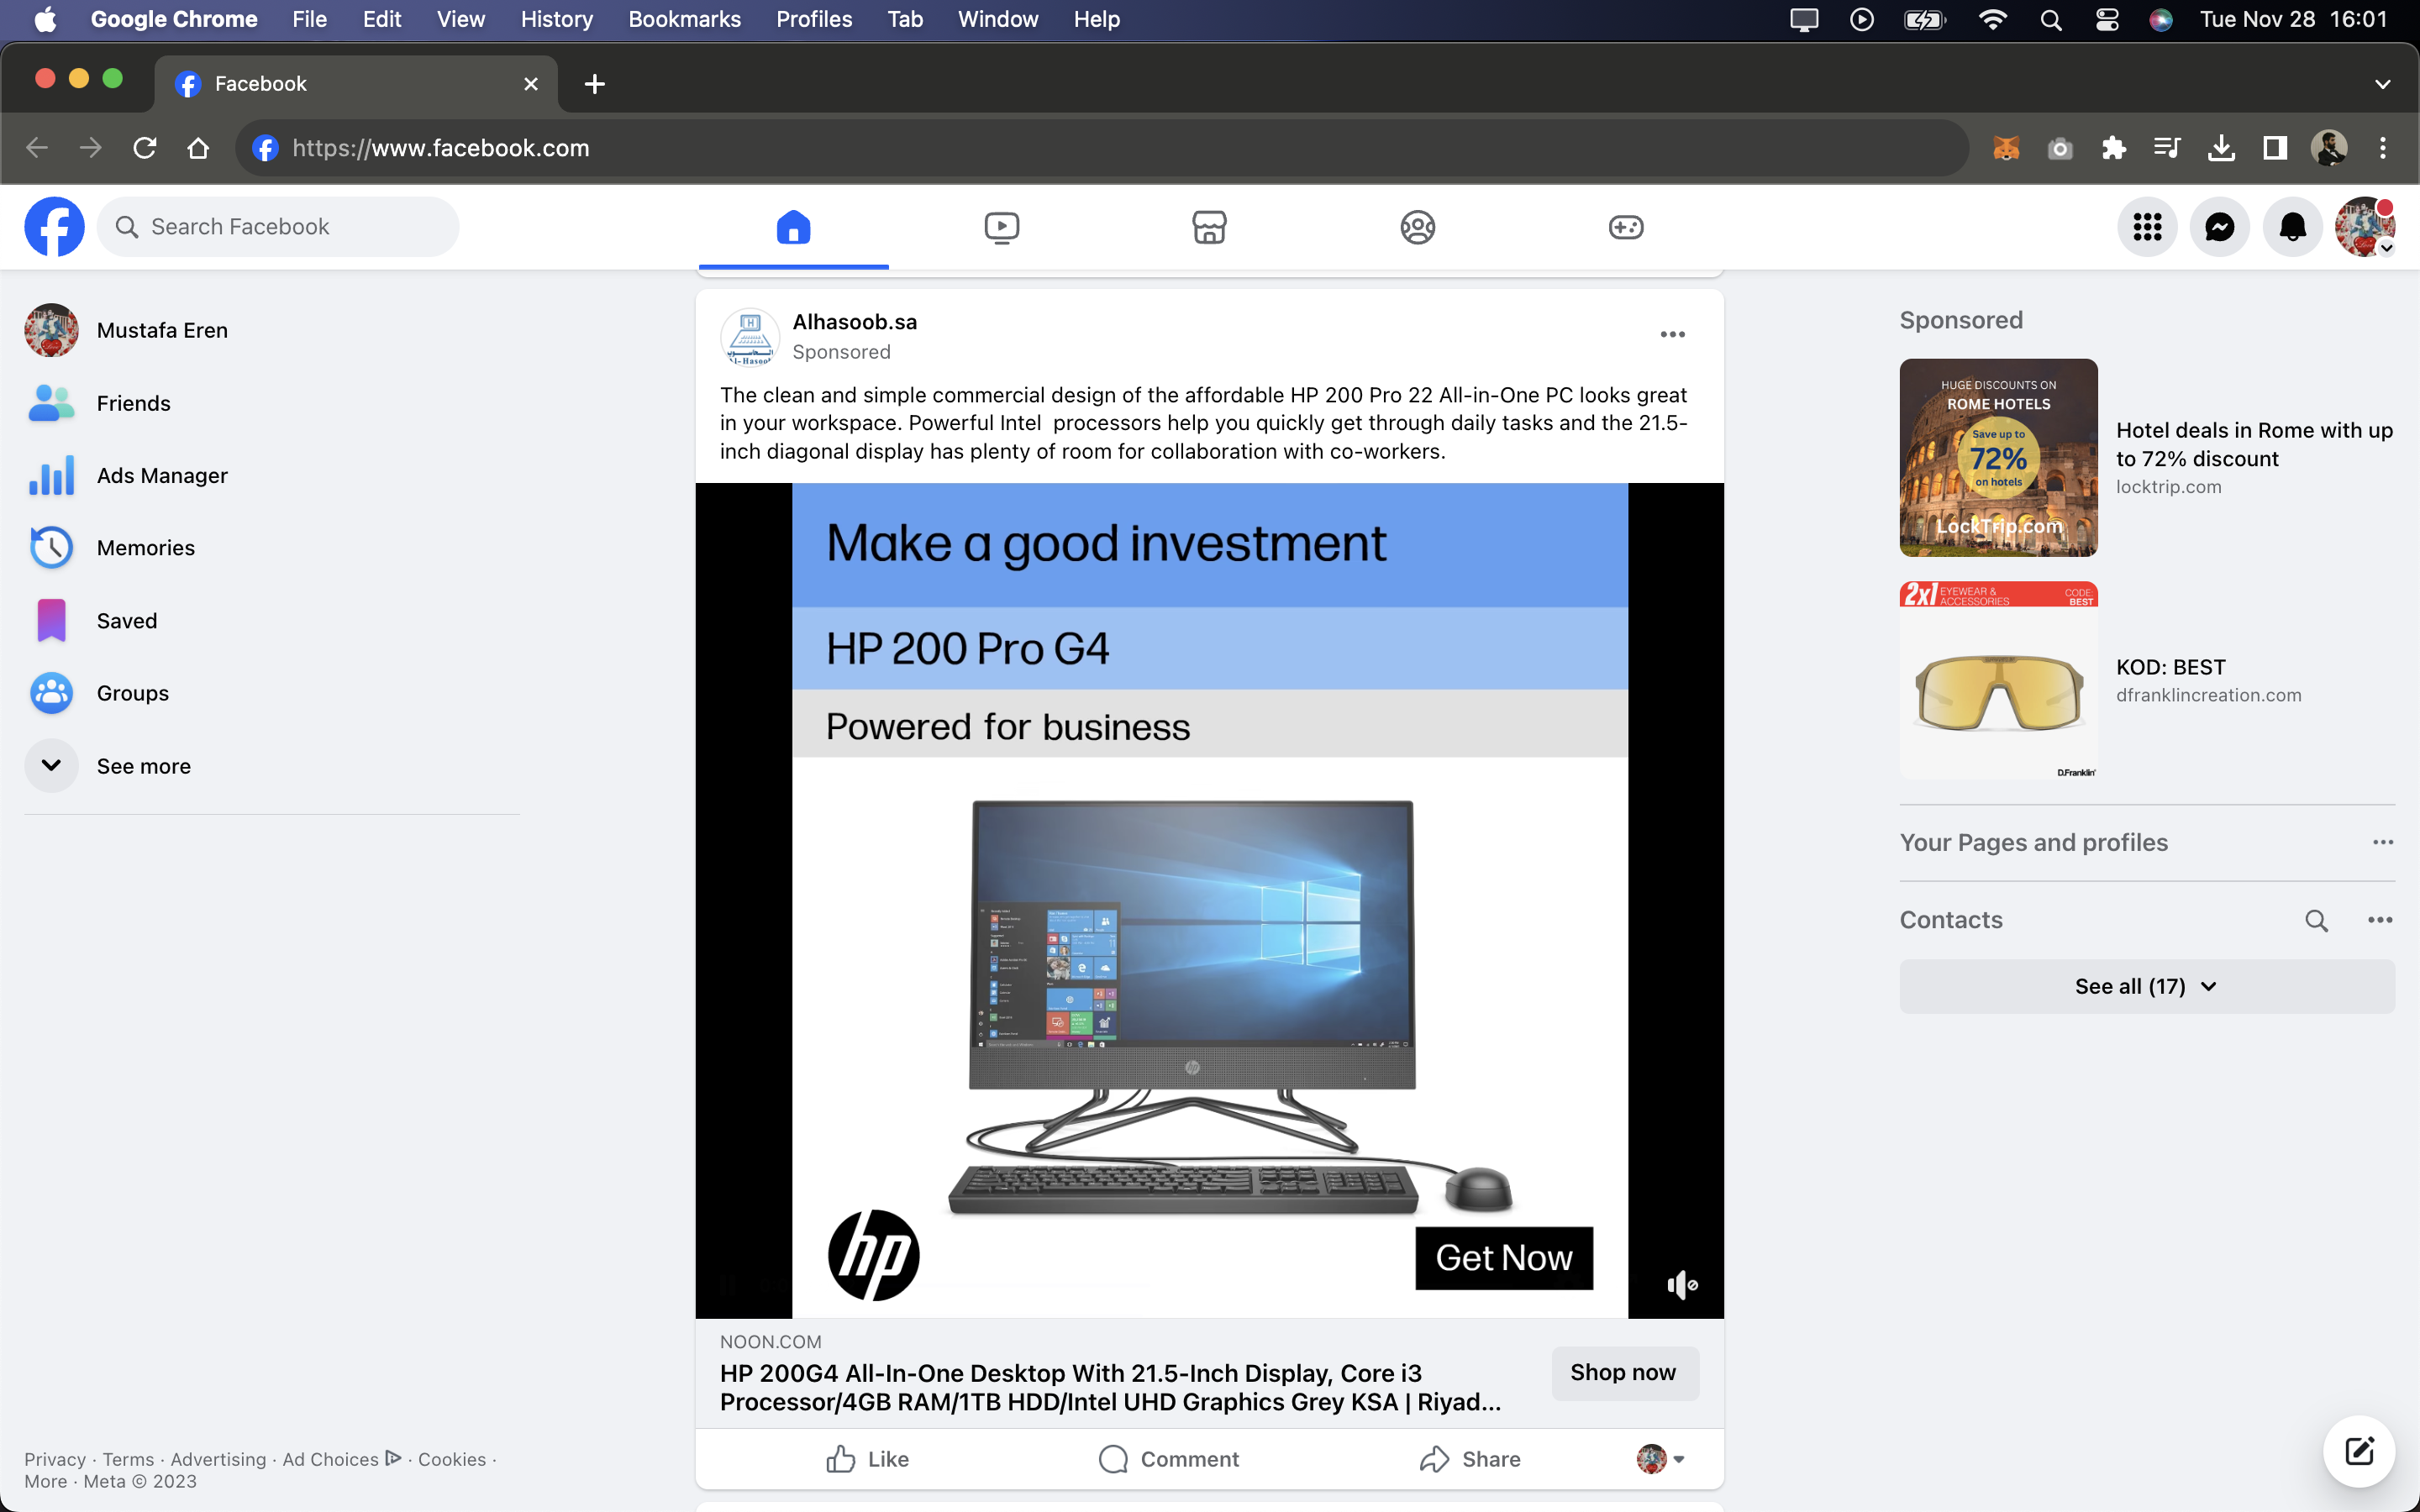 Google Chrome File Edit View History Bookmarks Profiles Tab Window Help Tue Nov 28 16:01
Facebook
https://www.facebook.com
Search Facebook
Mustafa Eren
Friends
Ads Manager
Memories
Saved
Groups
See more
Privacy · Terms · Advertising · Ad Choices · Cookies ·
More · Meta © 2023
Alhasoob.sa
Sponsored
The clean and simple commercial design of the affordable HP 200 Pro 22 All-in-One PC looks great
in your workspace. Powerful Intel  processors help you quickly get through daily tasks and the 21.5-
inch diagonal display has plenty of room for collaboration with co-workers.
Make a good investment
HP 200 Pro G4
Powered for business
hp
Get Now
NOON.COM
HP 200G4 All-In-One Desktop With 21.5-Inch Display, Core i3
Processor/4GB RAM/1TB HDD/Intel UHD Graphics Grey KSA | Riyad...
Shop now
Like Comment Share
Sponsored
HUGE DISCOUNTS ON
ROME HOTELS
Save up to
72%
on hotels
LockTrip.com
Hotel deals in Rome with up
to 72% discount
locktrip.com
2x1 EYEWEAR &
ACCESSORIES
CODE:
BEST
D.Franklin
KOD: BEST
dfranklincreation.com
Your Pages and profiles
Contacts
See all (17)